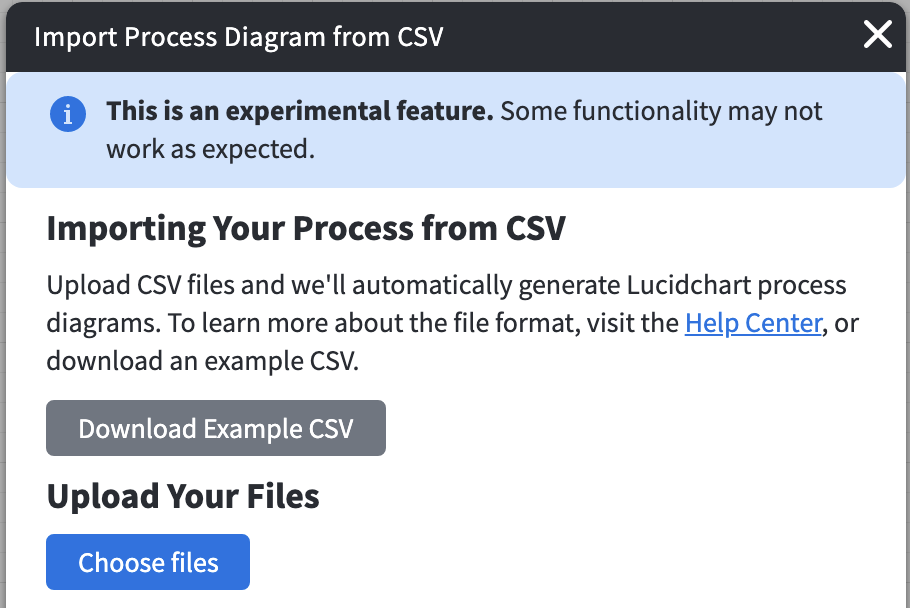 Import Process Diagram from CSV
This is an experimental feature. Some functionality may not
work as expected.
Importing Your Process from CSV
Upload CSV files and we'll automatically generate Lucidchart process
diagrams. To learn more about the file format, visit the Help Center, or
download an example CSV.
Download Example CSV
Upload Your Files
Choose files